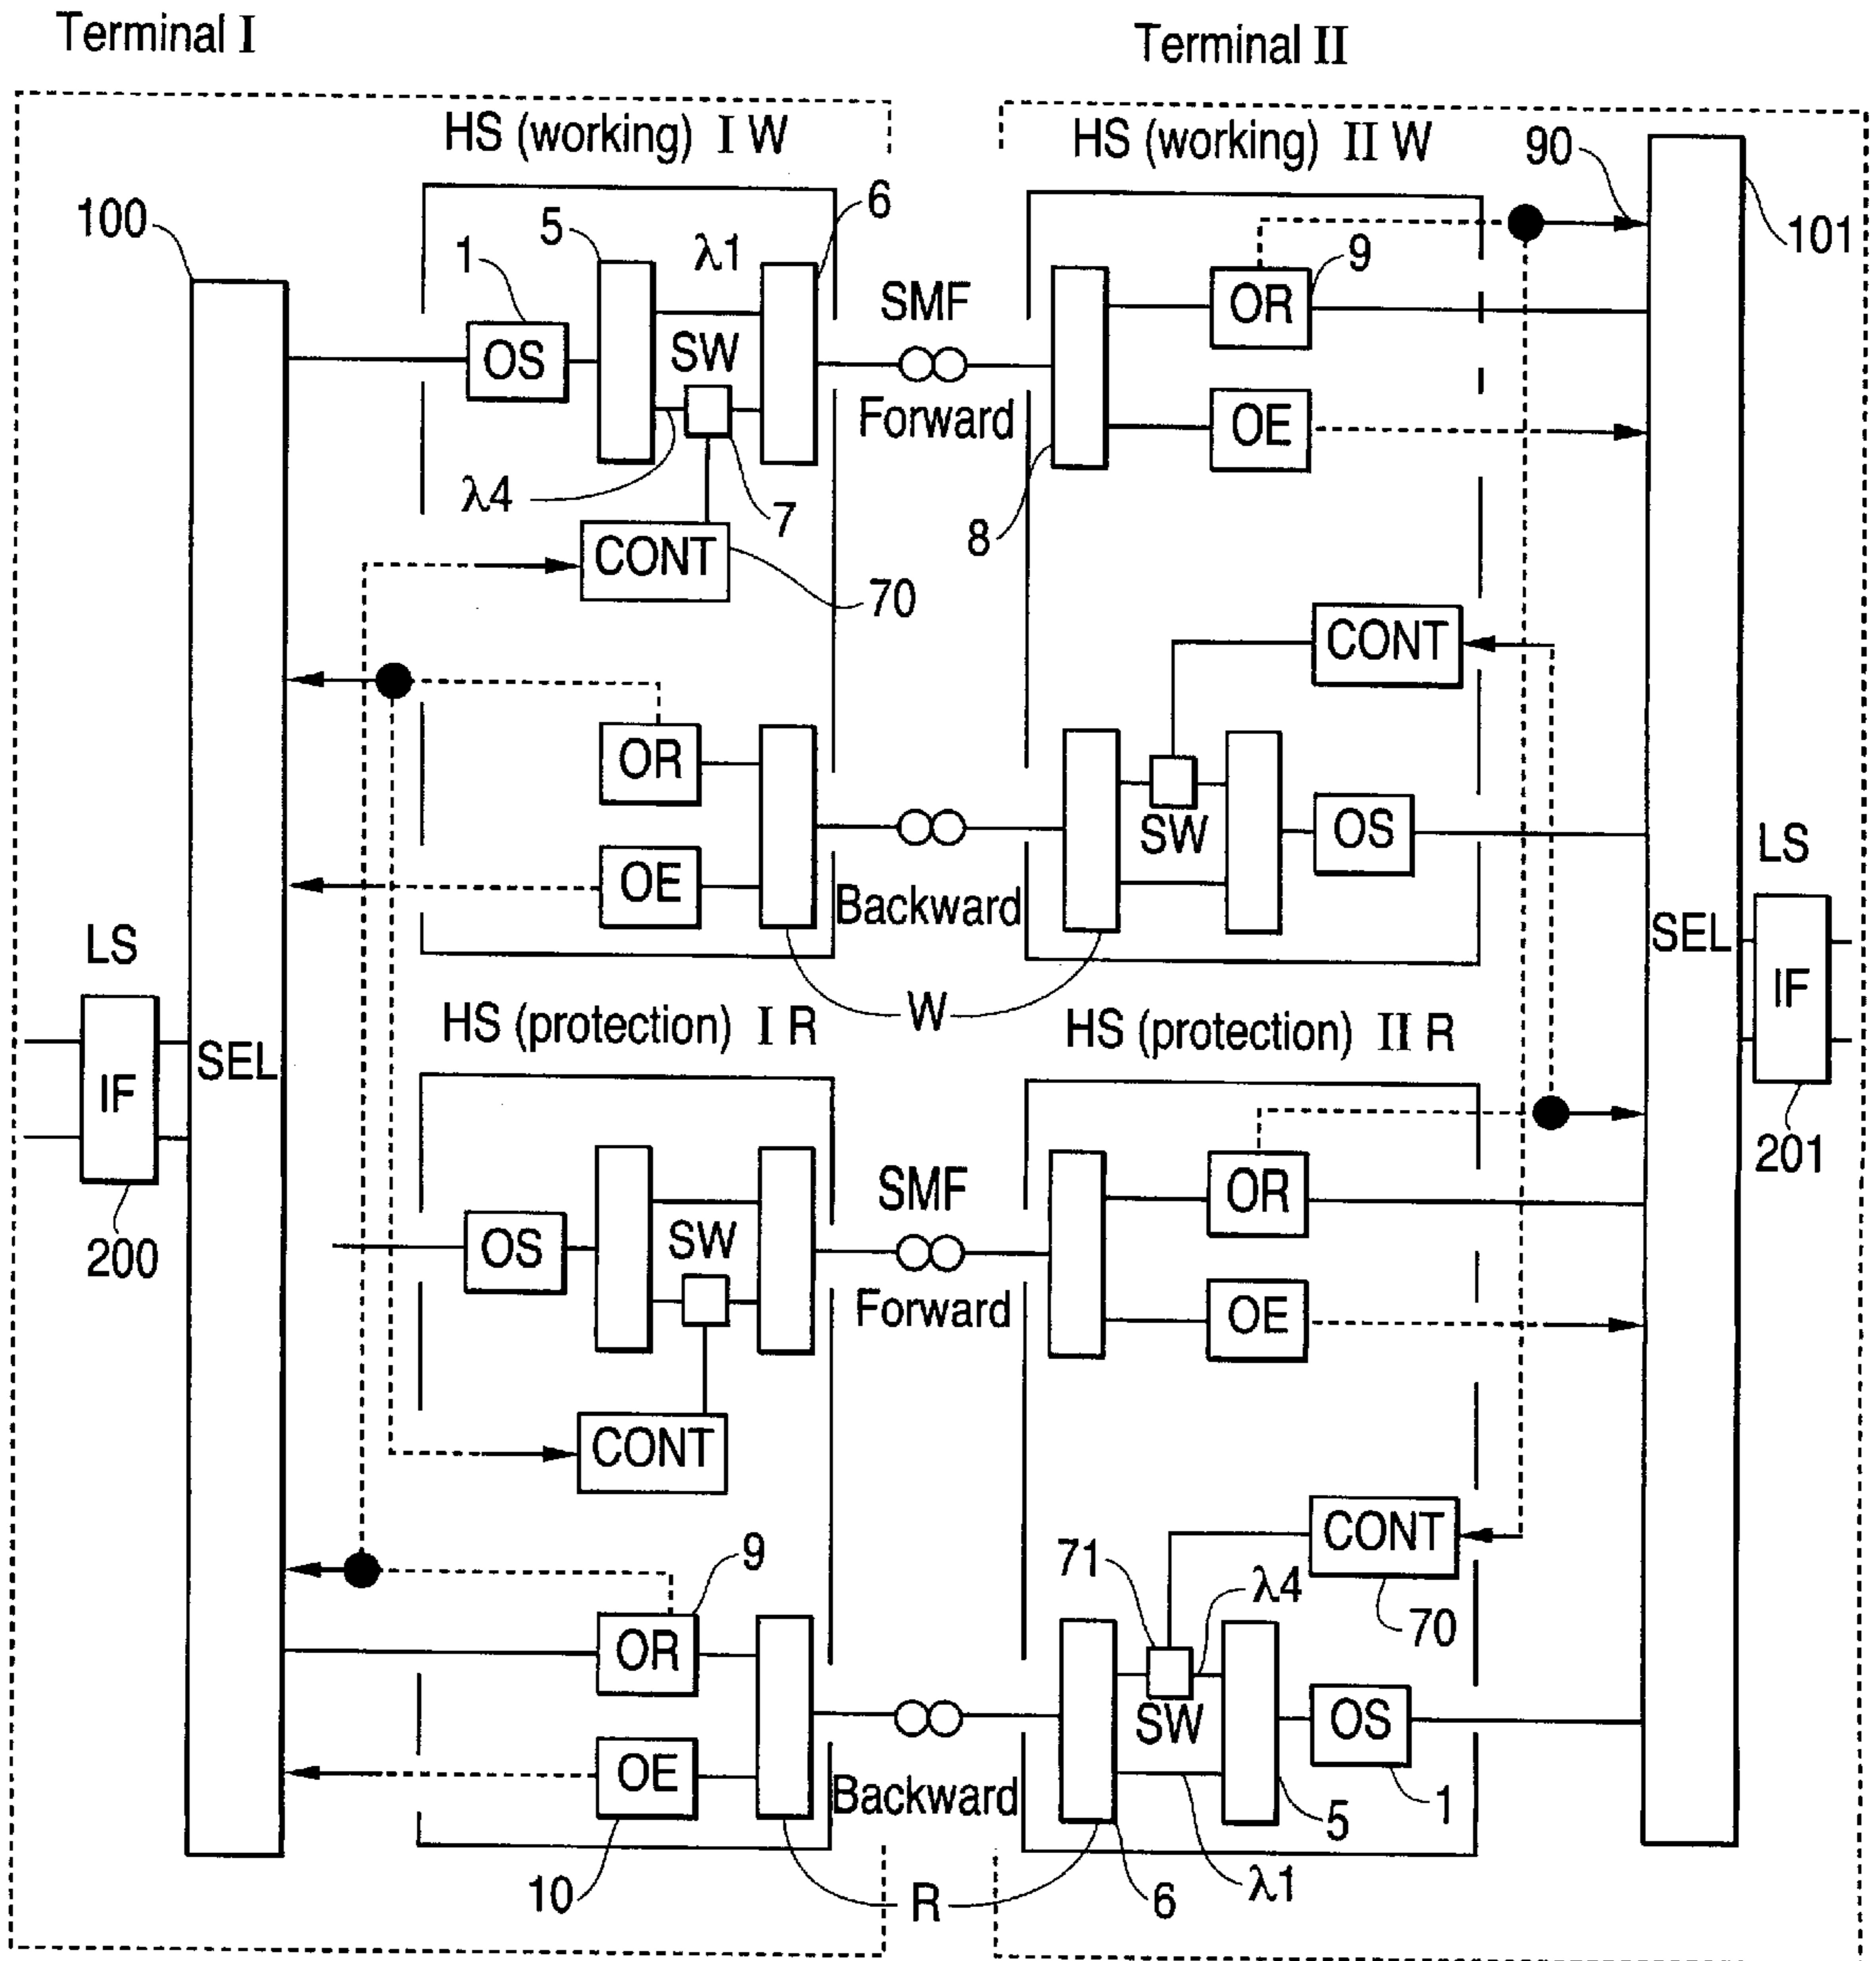 Terminal I
Terminal II
HS (working) I W
HS (working) II W
90
100
101
1
5
λ1
6
9
OS
SW
SMF
OR
Forward
OE
λ4
7
8
CONT
70
CONT
OR
SW
OS
OE
Backward
LS
LS
SEL
IF
W
HS (protection) I R
HS (protection) II R
SEL
IF
201
200
OS
SW
SMF
OR
Forward
OE
CONT
CONT
9
71
λ4
70
OR
SW
OS
OE
Backward
1
5
10
R
6
λ1